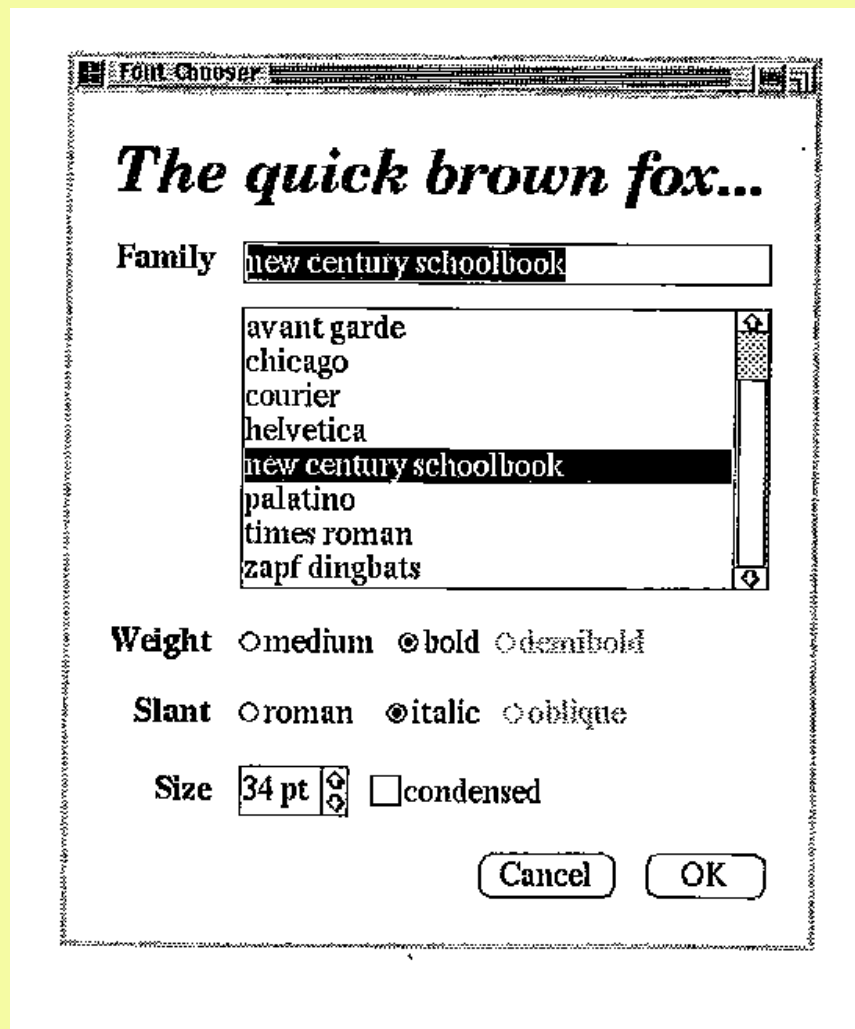 Font Chooser
The quick brown fox...
Family new century schoolbook
avant garde
chicago
courier
helvetica
new century schoolbook
palatino
times roman
zapf dingbats
Weight medium bold demibold
Slant roman italic oblique
Size 34 pt condensed
Cancel OK